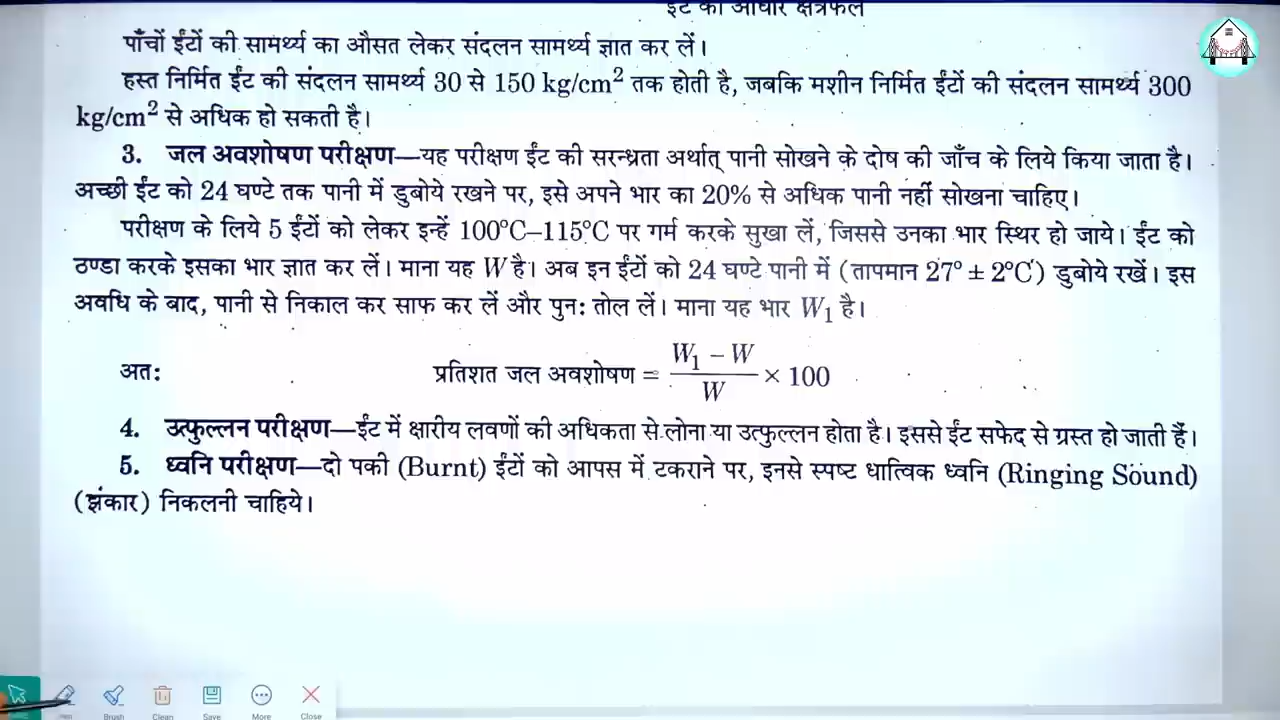 ईंट का आधार क्षेत्रफल
पाँचों ईंटों की सामर्थ्य का औसत लेकर संदलन सामर्थ्य ज्ञात कर लें।
हस्त निर्मित ईंट की संदलन सामर्थ्य 30 से 150 kg/cm² तक होती है, जबकि मशीन निर्मित ईंटों की संदलन सामर्थ्य 300
kg/cm² से अधिक हो सकती है।
3. जल अवशोषण परीक्षण—यह परीक्षण ईंट की सरन्ध्रता अर्थात् पानी सोखने के दोष की जाँच के लिये किया जाता है।
अच्छी ईंट को 24 घण्टे तक पानी में डुबोये रखने पर, इसे अपने भार का 20% से अधिक पानी नहीं सोखना चाहिए।
परीक्षण के लिये 5 ईंटों को लेकर इन्हें 100°C–115°C पर गर्म करके सुखा लें, जिससे उनका भार स्थिर हो जाये। ईंट को
ठण्डा करके इसका भार ज्ञात कर लें। माना यह W है। अब इन ईंटों को 24 घण्टे पानी में (तापमान 27° ± 2°C) डुबोये रखें। इस
अवधि के बाद, पानी से निकाल कर साफ कर लें और पुनः तोल लें। माना यह भार W₁ है।
अतः प्रतिशत जल अवशोषण = (W₁ – W)/W × 100
4. उत्फुल्लन परीक्षण—ईंट में क्षारीय लवणों की अधिकता से लोना या उत्फुल्लन होता है। इससे ईंट सफेद से ग्रस्त हो जाती हैं।
5. ध्वनि परीक्षण—दो पकी (Burnt) ईंटों को आपस में टकराने पर, इनसे स्पष्ट धात्विक ध्वनि (Ringing Sound)
(झंकार) निकलनी चाहिये।
Pen Brush Clean Save More Close